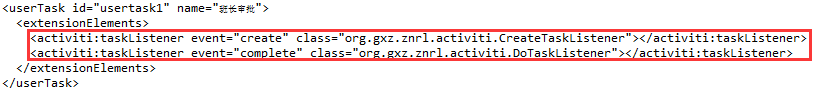 <userTask id="usertask1" name="班长审批">
<extensionElements>
<activiti:taskListener event="create" class="org.gxz.znrl.activiti.CreateTaskListener"></activiti:taskListener>
<activiti:taskListener event="complete" class="org.gxz.znrl.activiti.DoTaskListener"></activiti:taskListener>
</extensionElements>
</userTask>